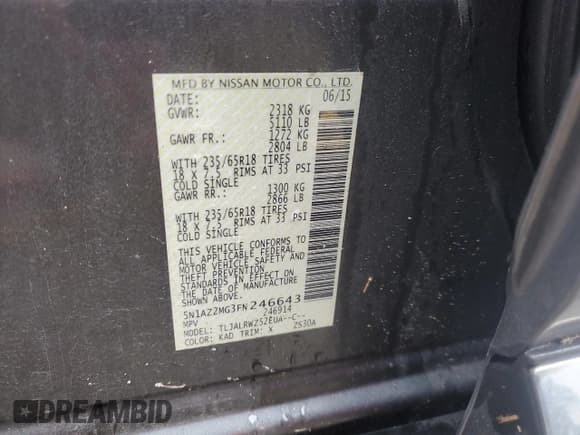 MFD BY NISSAN MOTOR CO., LTD.
DATE: 06/15
GVWR: 2318 KG
5110 LB
GAWR FR.: 1272 KG
2804 LB
WITH 235/65R18 TIRES
18 X 7.5 RIMS AT 33 PSI
COLD SINGLE
GAWR RR.: 1300 KG
2866 LB
WITH 235/65R18 TIRES
18 X 7.5 RIMS AT 33 PSI
COLD SINGLE
THIS VEHICLE CONFORMS TO
ALL APPLICABLE FEDERAL
MOTOR VEHICLE SAFETY AND
THEFT PREVENTION
STANDARDS IN EFFECT ON
THE DATE OF MANUFACTURE
SHOWN ABOVE.
5N1AZ2MG3FN246643
MPV 246914
MODEL: TLJALRWZ52EUA--C--
COLOR: KAD TRIM: X ZS30A
DREAMBID